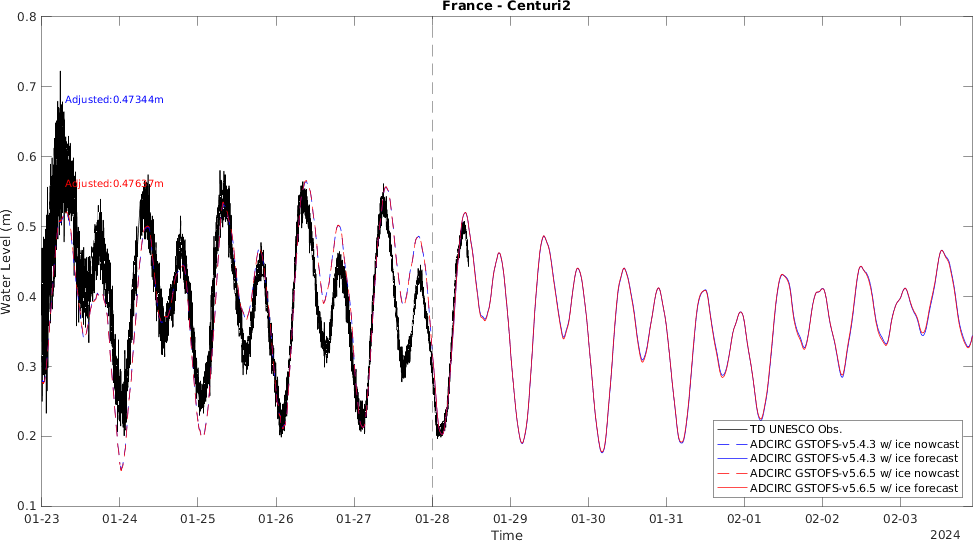 France - Centuri2
0.8
0.7
0.6
0.5
0.4
0.3
0.2
0.1
Water Level (m)
Adjusted:0.47344m
Adjusted:0.47637m
TD UNESCO Obs.
ADCIRC GSTOFS-v5.4.3 w/ ice nowcast
ADCIRC GSTOFS-v5.4.3 w/ ice forecast
ADCIRC GSTOFS-v5.6.5 w/ ice nowcast
ADCIRC GSTOFS-v5.6.5 w/ ice forecast
01-23 01-24 01-25 01-26 01-27 01-28 01-29 01-30 01-31 02-01 02-02 02-03
Time
2024